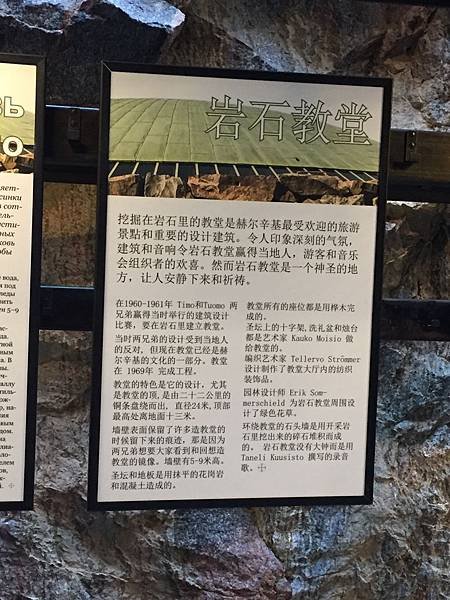 岩石教堂
挖掘在岩石里的教堂是赫尔辛基最受欢迎的旅游
景點和重要的设计建筑。令人印象深刻的气氛，
建筑和音响令岩石教堂赢得当地人，游客和音乐
会组织者的欢喜。然而岩石教堂是一个神圣的地
方，让人安静下来和祈祷。
在1960-1961年 Timo和Tuomo 两
兄弟赢得当时举行的建筑设计
比赛，要在岩石里建立教堂。
当时两兄弟的设计受到当地人
的反对，但现在教堂已经是赫
尔辛基的文化的一部分。教堂
在 1969年 完成工程。
教堂的特色是它的设计，尤其
是教堂的顶，是由二十二公里的
铜条盘绕而出，直径24米，顶部
最高处离地面十三米。
墙壁表面保留了许多造教堂的
时候留下来的痕迹，那是因为
两兄弟想要大家看到和回想造
教堂的镜像。墙壁有5-9米高。
圣坛和地板是用抹平的花岗岩
和混凝土造成的。
教堂所有的座位都是用桦木完
成的。
圣坛上的十字架，洗礼盆和烛台
都是艺术家 Kauko Moisio 做
给教堂的。
编织艺术家 Tellervo Strömmer
设计制作了教堂大厅内的纺织
装饰品。
园林设计师 Erik Som-
merschield 为岩石教堂周围设
计了绿色花草。
环绕教堂的石头墙是用开采岩
石里挖出来的碎石堆积而成
的。 岩石教堂没有大钟而是用
Taneli Kuusisto 撰写的录音
歌。